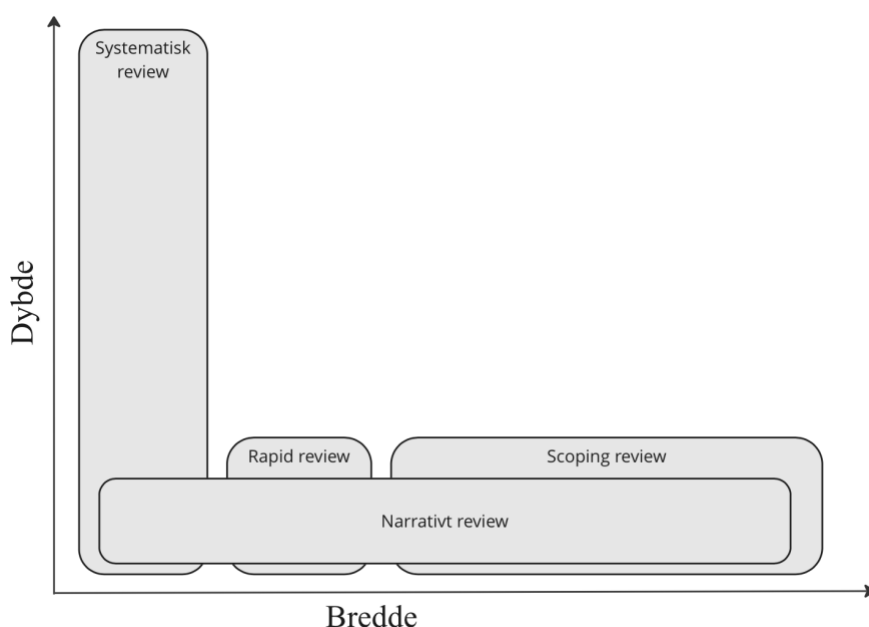 Systematisk
review
Dybde
Rapid review
Scoping review
Narrativt review
Bredde